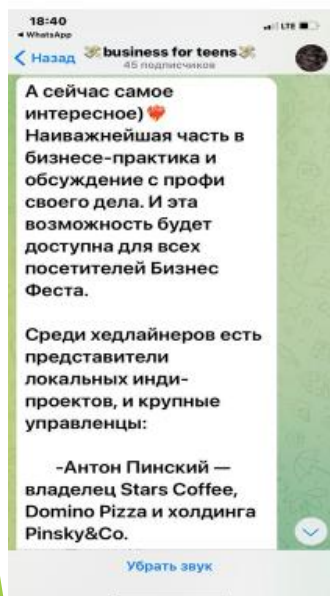 18:40
LTE
WhatsApp
Назад
business for teens
45 подписчиков
А сейчас самое
интересное)
Наиважнейшая часть в
бизнесе-практика и
обсуждение с профи
своего дела. И эта
возможность будет
доступна для всех
посетителей Бизнес
Феста.
Среди хедлайнеров есть
представители
локальных инди-
проектов, и крупные
управленцы:
-Антон Пинский —
владелец Stars Coffee,
Domino Pizza и холдинга
Pinsky&Co.
Убрать звук